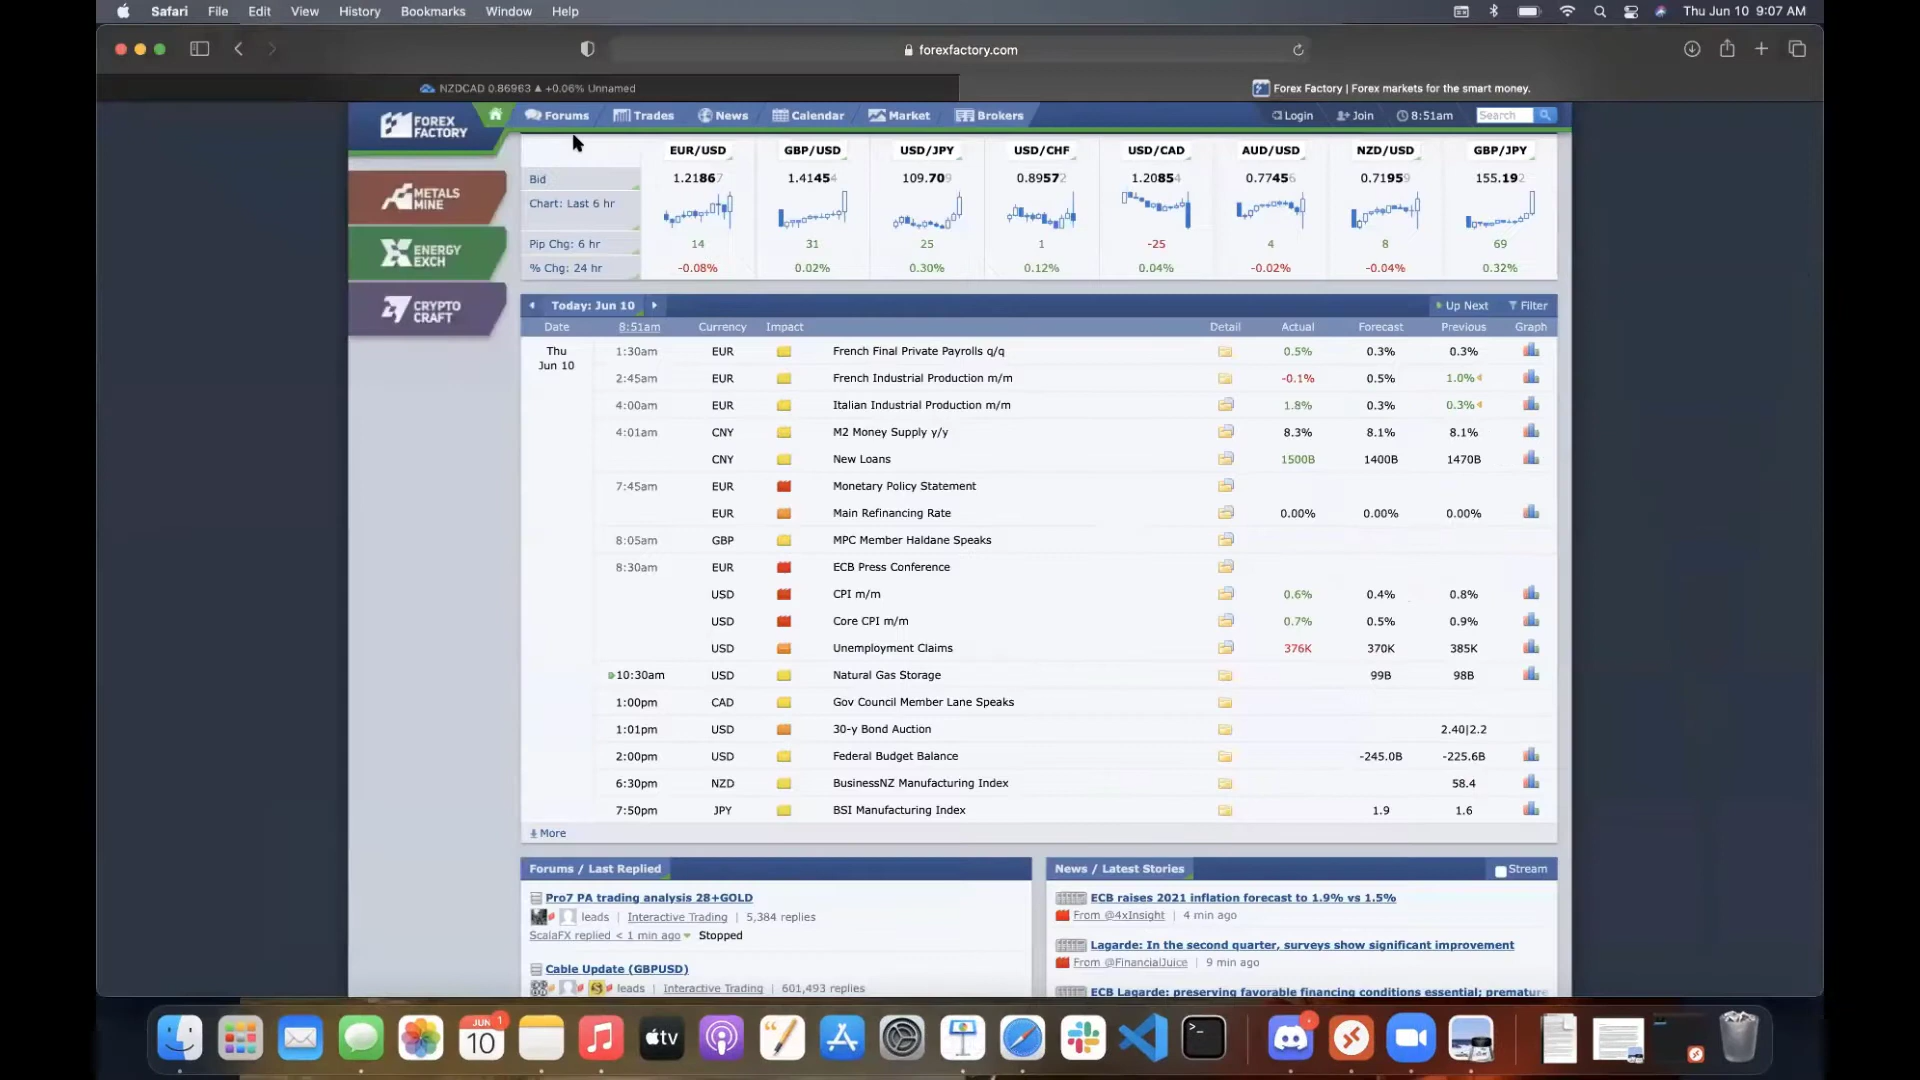 Safari File Edit View History Bookmarks Window Help Thu Jun 10 9:07 AM
forexfactory.com
NZDCAD 0.86963 ▲ +0.06% Unnamed Forex Factory | Forex markets for the smart money.
FOREX FACTORY Forums Trades News Calendar Market Brokers Login Join 8:51am Search
METALS MINE
ENERGY EXCH
CRYPTO CRAFT
EUR/USD GBP/USD USD/JPY USD/CHF USD/CAD AUD/USD NZD/USD GBP/JPY
Bid 1.21867 1.41454 109.709 0.89572 1.20854 0.77456 0.71959 155.192
Chart: Last 6 hr
Pip Chg: 6 hr 14 31 25 1 -25 4 8 69
% Chg: 24 hr -0.08% 0.02% 0.30% 0.12% 0.04% -0.02% -0.04% 0.32%
Today: Jun 10 Up Next Filter
Date 8:51am Currency Impact Detail Actual Forecast Previous Graph
Thu Jun 10 1:30am EUR French Final Private Payrolls q/q 0.5% 0.3% 0.3%
2:45am EUR French Industrial Production m/m -0.1% 0.5% 1.0%
4:00am EUR Italian Industrial Production m/m 1.8% 0.3% 0.3%
4:01am CNY M2 Money Supply y/y 8.3% 8.1% 8.1%
CNY New Loans 1500B 1400B 1470B
7:45am EUR Monetary Policy Statement
EUR Main Refinancing Rate 0.00% 0.00% 0.00%
8:05am GBP MPC Member Haldane Speaks
8:30am EUR ECB Press Conference
USD CPI m/m 0.6% 0.4% 0.8%
USD Core CPI m/m 0.7% 0.5% 0.9%
USD Unemployment Claims 376K 370K 385K
10:30am USD Natural Gas Storage 99B 98B
1:00pm CAD Gov Council Member Lane Speaks
1:01pm USD 30-y Bond Auction 2.40|2.2
2:00pm USD Federal Budget Balance -245.0B -225.6B
6:30pm NZD BusinessNZ Manufacturing Index 58.4
7:50pm JPY BSI Manufacturing Index 1.9 1.6
More
Forums / Last Replied
Pro7 PA trading analysis 28+GOLD
leads | Interactive Trading | 5,384 replies
ScalaFX replied < 1 min ago Stopped
Cable Update (GBPUSD)
leads | Interactive Trading | 601,493 replies
News / Latest Stories Stream
ECB raises 2021 inflation forecast to 1.9% vs 1.5%
From @4xInsight | 4 min ago
Lagarde: In the second quarter, surveys show significant improvement
From @FinancialJuice | 9 min ago
ECB Lagarde: preserving favorable financing conditions essential; premature
JUN 10 1 tv